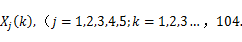 X_j(k),（j = 1,2,3,4,5; k = 1,2,3…，104.